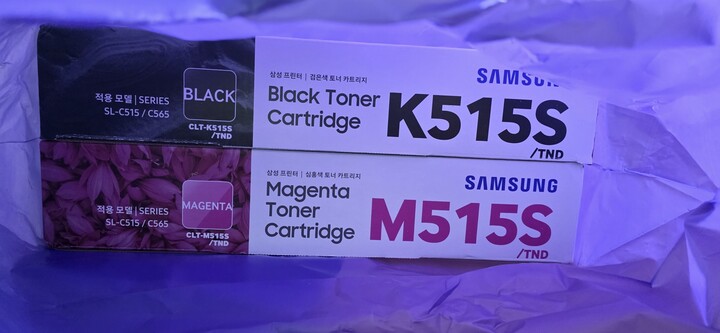 적용 모델 | SERIES
SL-C515 / C565
BLACK
CLT-K515S
/TND
삼성 프린터 | 검은색 토너 카트리지
Black Toner
Cartridge
SAMSUNG
K515S
/TND
적용 모델 | SERIES
SL-C515 / C565
MAGENTA
CLT-M515S
/TND
삼성 프린터 | 심홍색 토너 카트리지
Magenta
Toner
Cartridge
SAMSUNG
M515S
/TND